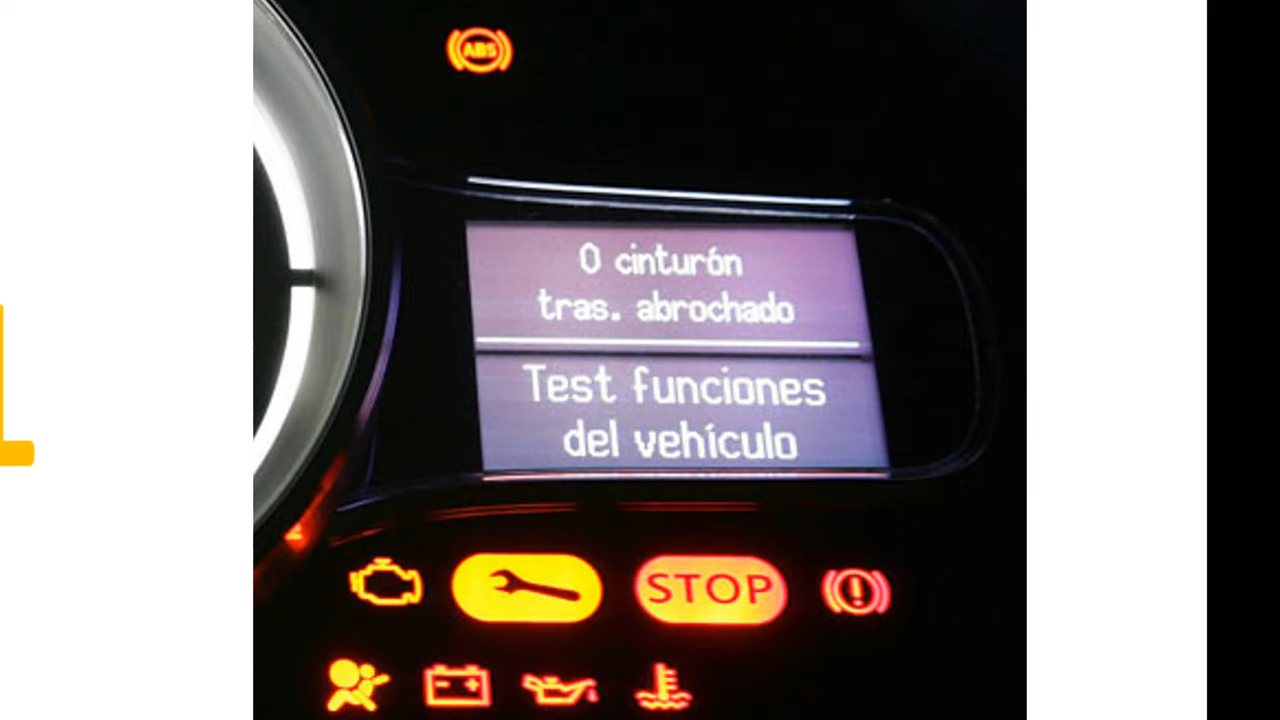 ABS
0 cinturón
tras. abrochado
Test funciones
del vehículo
STOP